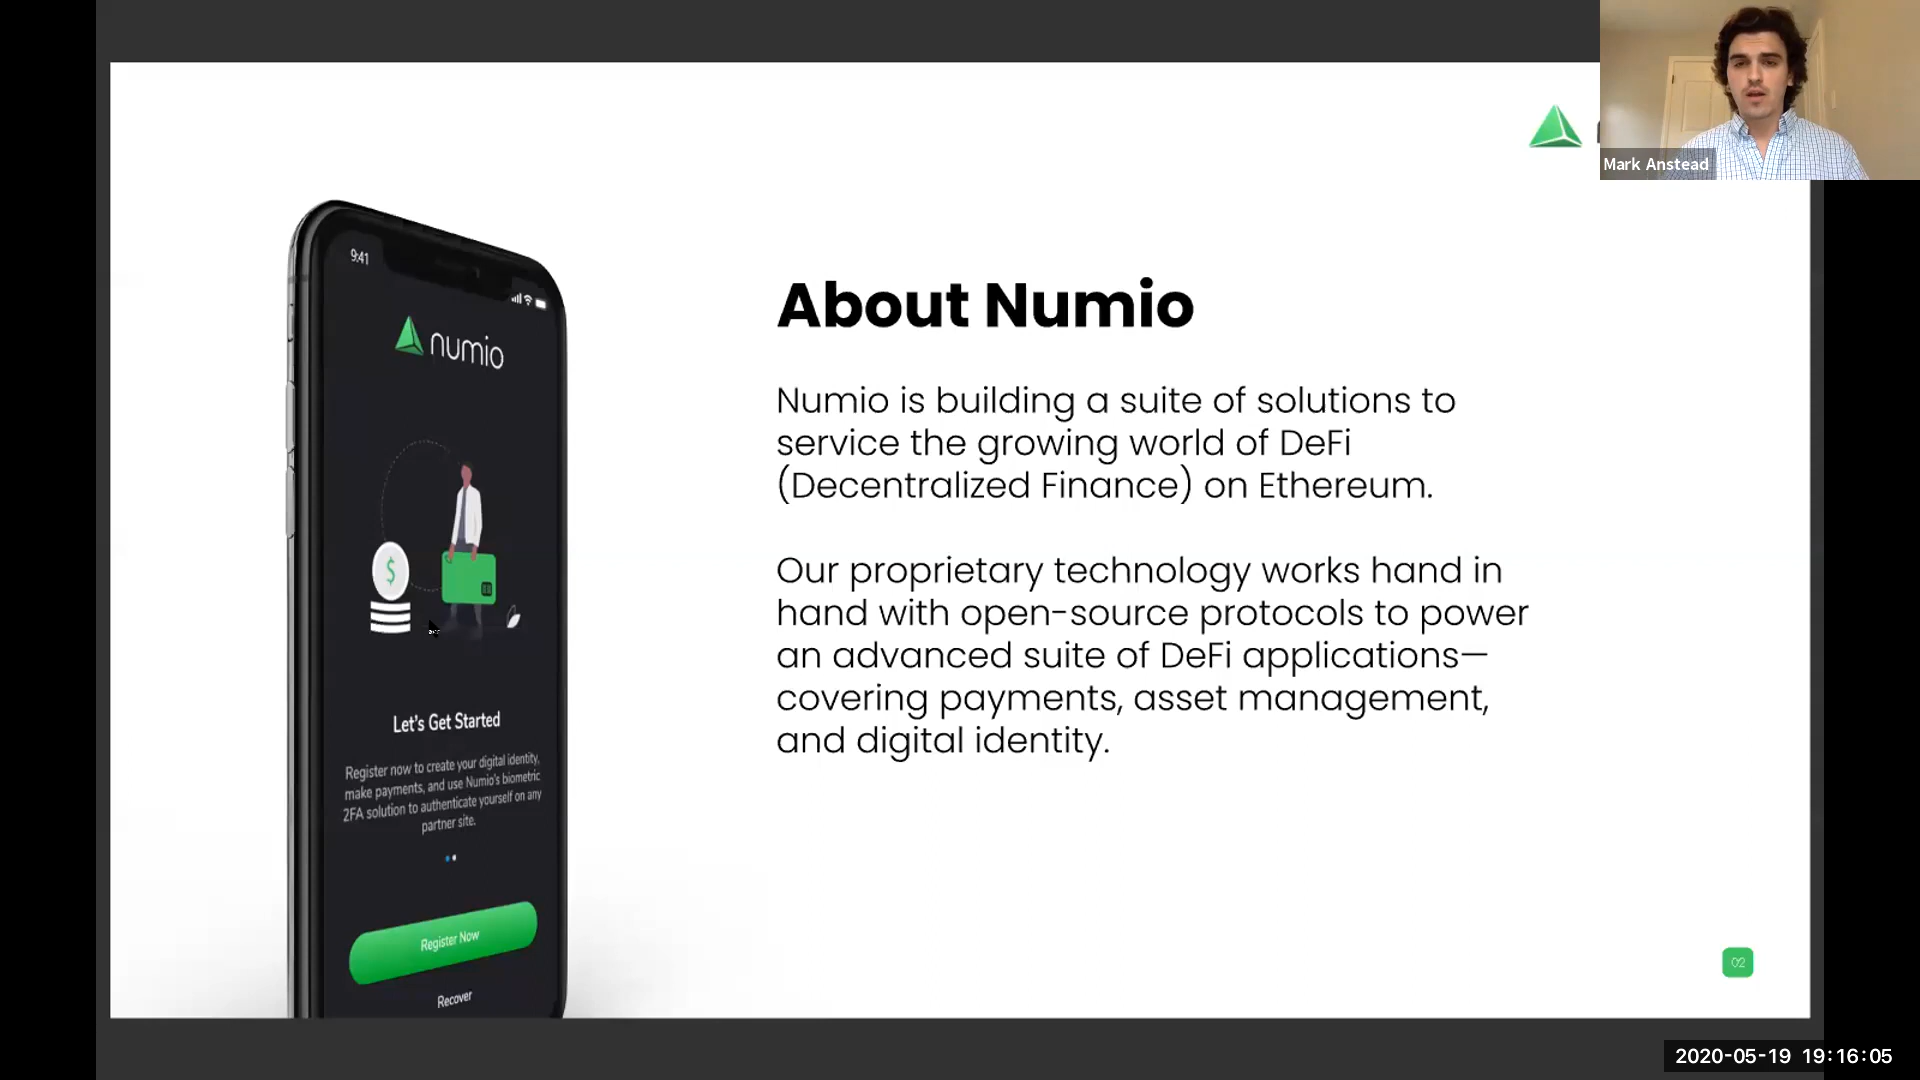 Mark Anstead
9:41
numio
About Numio
Numio is building a suite of solutions to
service the growing world of DeFi
(Decentralized Finance) on Ethereum.
Our proprietary technology works hand in
hand with open-source protocols to power
an advanced suite of DeFi applications—
covering payments, asset management,
and digital identity.
$
Let's Get Started
Register now to create your digital identity,
make payments, and use Numio's biometric
2FA solution to authenticate yourself on any
partner site.
Register Now
Recover
02
2020-05-19 19:16:05